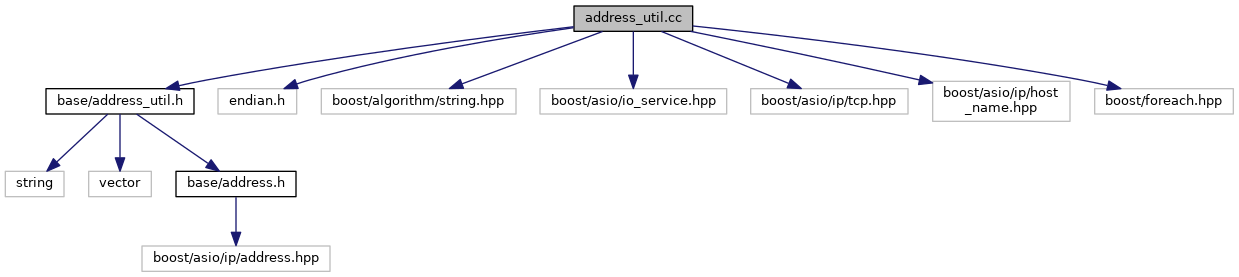 address_util.cc
base/address_util.h
endian.h
boost/algorithm/string.hpp
boost/asio/io_service.hpp
boost/asio/ip/tcp.hpp
boost/asio/ip/host
_name.hpp
boost/foreach.hpp
string
vector
base/address.h
boost/asio/ip/address.hpp